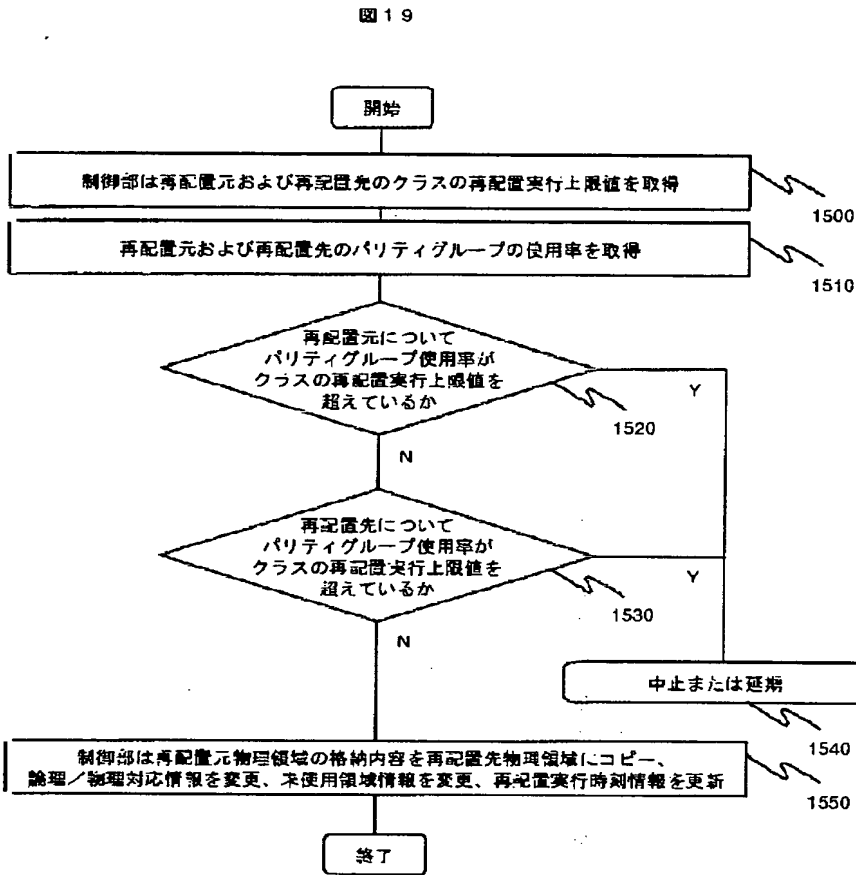 図19
開始
制御部は再配置元および再配置先のクラスの再配置実行上限値を取得
1500
再配置元および再配置先のパリティグループの使用率を取得
1510
再配置元について
パリティグループ使用率が
クラスの再配置実行上限値を
超えているか
1520
Y
N
再配置先について
パリティグループ使用率が
クラスの再配置実行上限値を
超えているか
1530
Y
N
中止または延期
1540
制御部は再配置元物理領域の格納内容を再配置先物理領域にコピー、
論理/物理対応情報を変更、未使用領域情報を変更、再配置実行時刻情報を更新
1550
終了